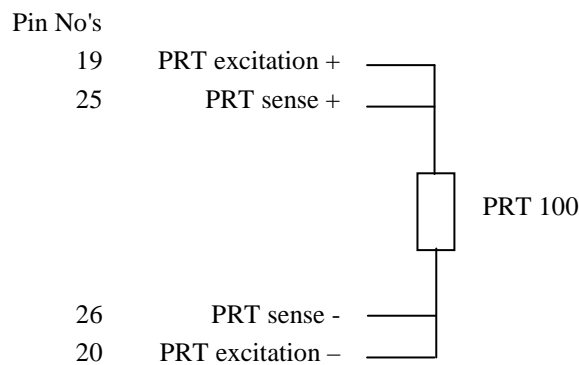 Pin No's
19 PRT excitation +
25 PRT sense +
PRT 100
26 PRT sense -
20 PRT excitation –